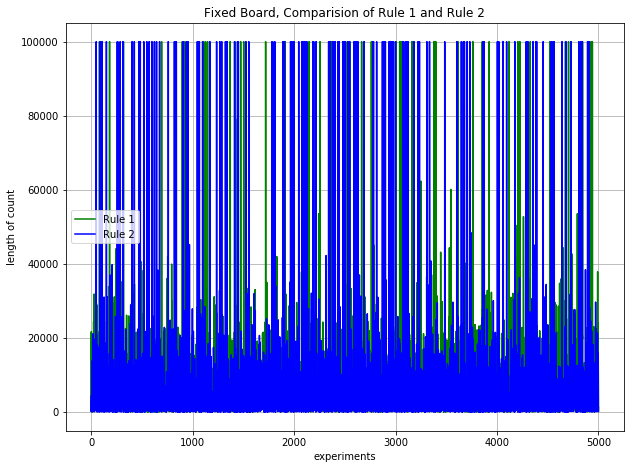 Fixed Board, Comparision of Rule 1 and Rule 2
length of count
100000
80000
60000
40000
20000
0
Rule 1
Rule 2
0
1000
2000
3000
4000
5000
experiments